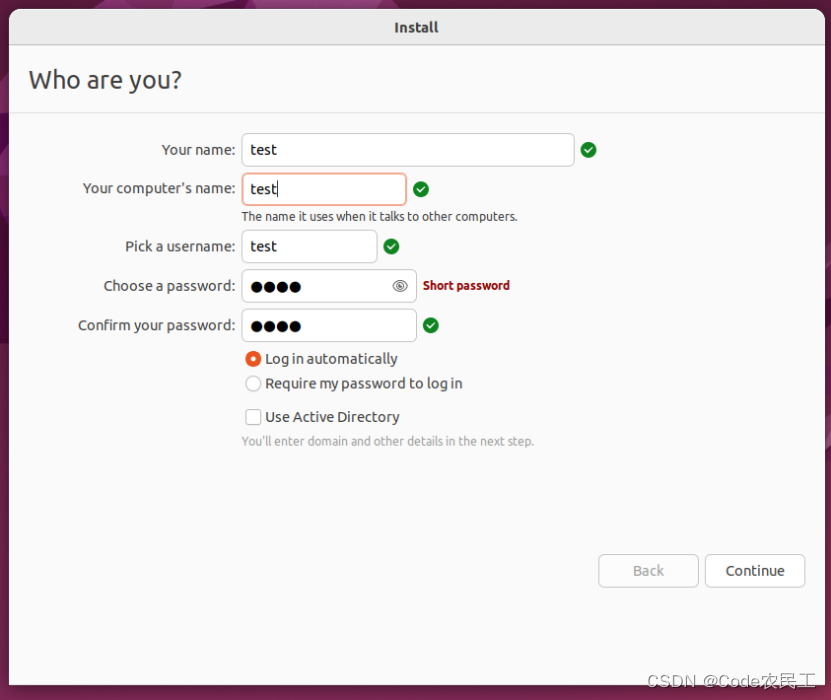 Install
Who are you?
Your name: test
Your computer's name: test
The name it uses when it talks to other computers.
Pick a username: test
Choose a password: ●●●● Short password
Confirm your password: ●●●●
Log in automatically
Require my password to log in
Use Active Directory
You'll enter domain and other details in the next step.
Back Continue
CSDN @Code农民工